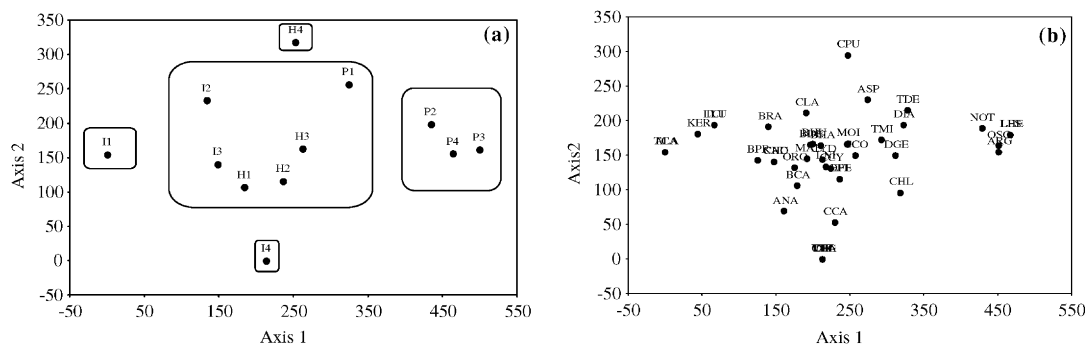 350
300
250
200
150
100
50
0
-50
Axis 2
-50 50 150 250 350 450 550
Axis 1
(a)
H4
P1
I2
P2
P4 P3
I1
H3
I3
H1 H2
I4
350
300
250
200
150
100
50
0
-50
Axis2
-50 50 150 250 350 450 550
Axis 1
(b)
CPU
ASP
TDE
CLA
DIA
KER
BRA
NOT
TMI
MOI
OSC
ARG
BPR
DGE
ORC
BCA
CHL
ANA
CCA